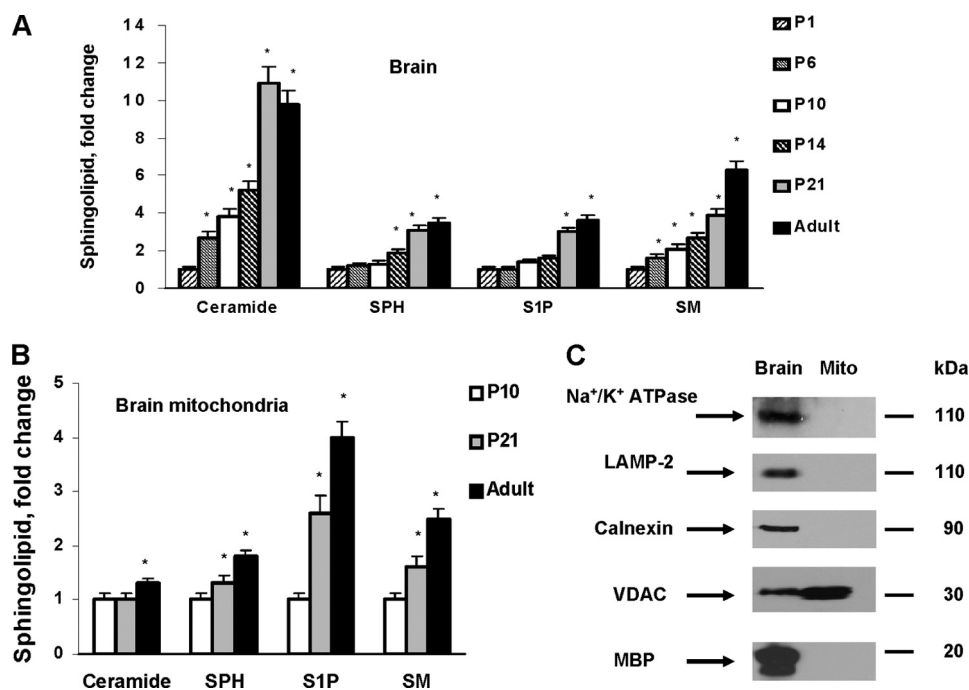 A
Sphingolipid, fold change
14
12
10
8
6
4
2
0
Brain
* * * * *
* * *
* *
* * * * *
Ceramide SPH S1P SM
P1
P6
P10
P14
P21
Adult
B
Sphingolipid, fold change
5
4
3
2
1
0
Brain mitochondria
*
* *
* *
* *
Ceramide SPH S1P SM
P10
P21
Adult
C
Brain Mito kDa
Na⁺/K⁺ ATPase 110
LAMP-2 110
Calnexin 90
VDAC 30
MBP 20